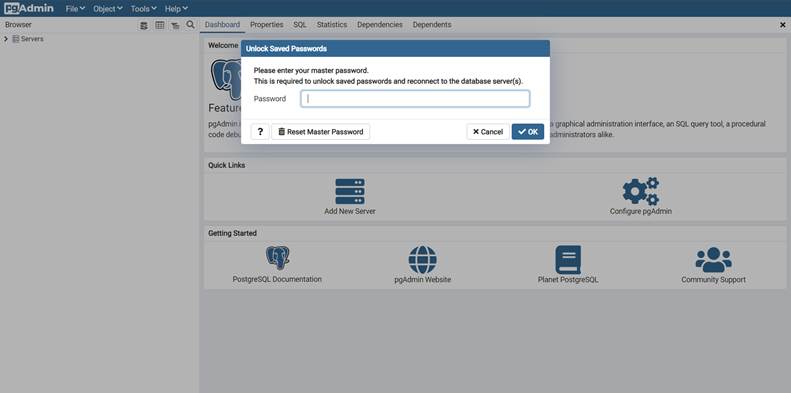 pgAdmin File Object Tools Help
Browser
Dashboard Properties SQL Statistics Dependencies Dependents
Servers
Welcome
Unlock Saved Passwords
Please enter your master password.
This is required to unlock saved passwords and reconnect to the database server(s).
Password
? Reset Master Password Cancel OK
Feature
pgAdmin
a graphical administration interface, an SQL query tool, a procedural
code
administrators alike.
Quick Links
Add New Server Configure pgAdmin
Getting Started
PostgreSQL Documentation pgAdmin Website Planet PostgreSQL Community Support